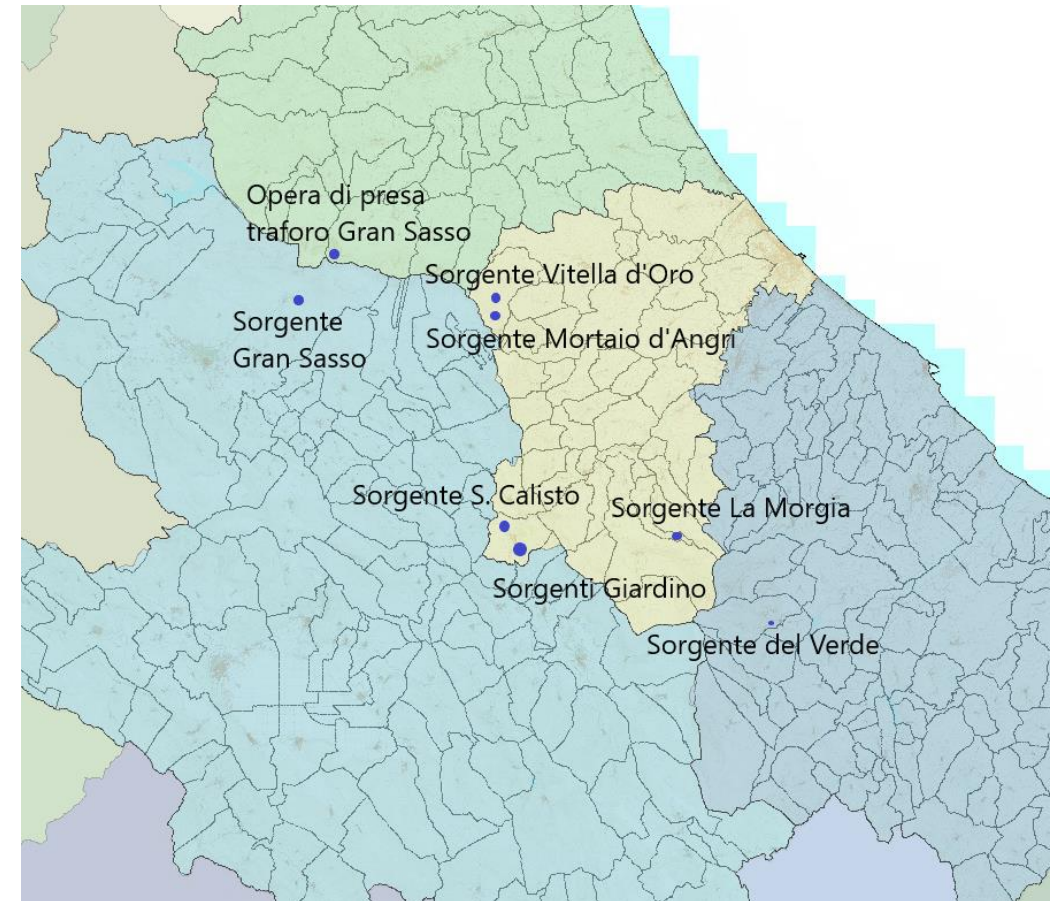 Opera di presa
traforo Gran Sasso
Sorgente Vitella d'Oro
Sorgente
Gran Sasso
Sorgente Mortaio d'Angri
Sorgente S. Calisto
Sorgente La Morgia
Sorgenti Giardino
Sorgente del Verde